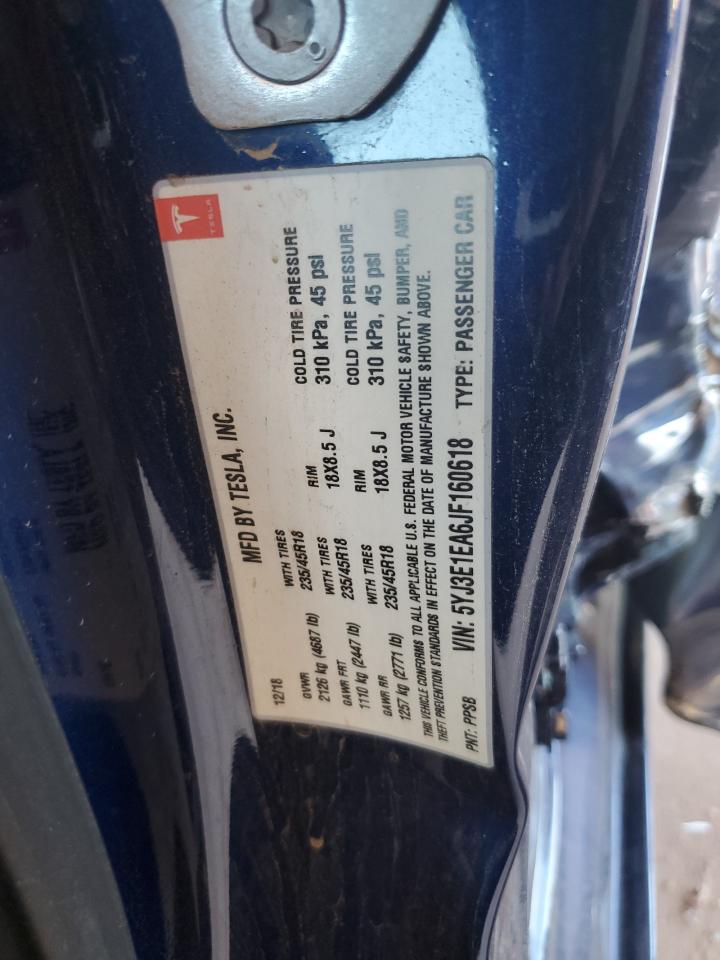 TESLA
MFD BY TESLA, INC.
12/18
GVWR WITH TIRES RIM COLD TIRE PRESSURE
2126 kg (4687 lb) 235/45R18 18X8.5 J 310 kPa, 45 psi
GAWR FRT WITH TIRES RIM COLD TIRE PRESSURE
1110 kg (2447 lb) 235/45R18 18X8.5 J 310 kPa, 45 psi
GAWR RR WITH TIRES
1257 kg (2771 lb) 235/45R18
THIS VEHICLE CONFORMS TO ALL APPLICABLE U.S. FEDERAL MOTOR VEHICLE SAFETY, BUMPER, AND
THEFT PREVENTION STANDARDS IN EFFECT ON THE DATE OF MANUFACTURE SHOWN ABOVE.
PNT: PPSB VIN: 5YJ3E1EA6JF160618 TYPE: PASSENGER CAR